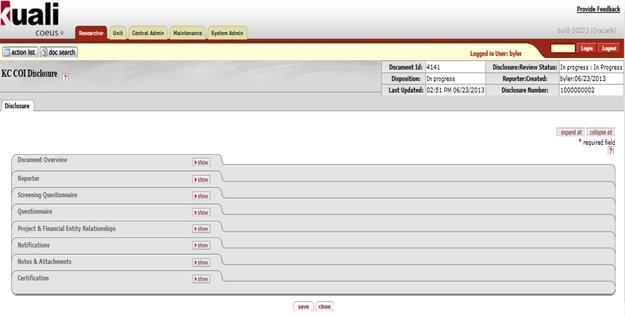 kuali
coeus
Provide Feedback
Researcher Unit Central Admin Maintenance System Admin
build-20273 (Oracle9i)
action list doc search
Logged in User: byler
Login Logout
KC COI Disclosure ?
Document Id: 4141 Disclosure:Review Status: In progress : In Progress
Disposition: In progress Reporter:Created: byler:06/23/2013
Last Updated: 02:51 PM 06/23/2013 Disclosure Number: 1000000002
Disclosure
expand all collapse all
* required field
?
Document Overview show
Reporter show
Screening Questionnaire show
Questionnaire show
Project & Financial Entity Relationships show
Notifications show
Notes & Attachments show
Certification show
save close